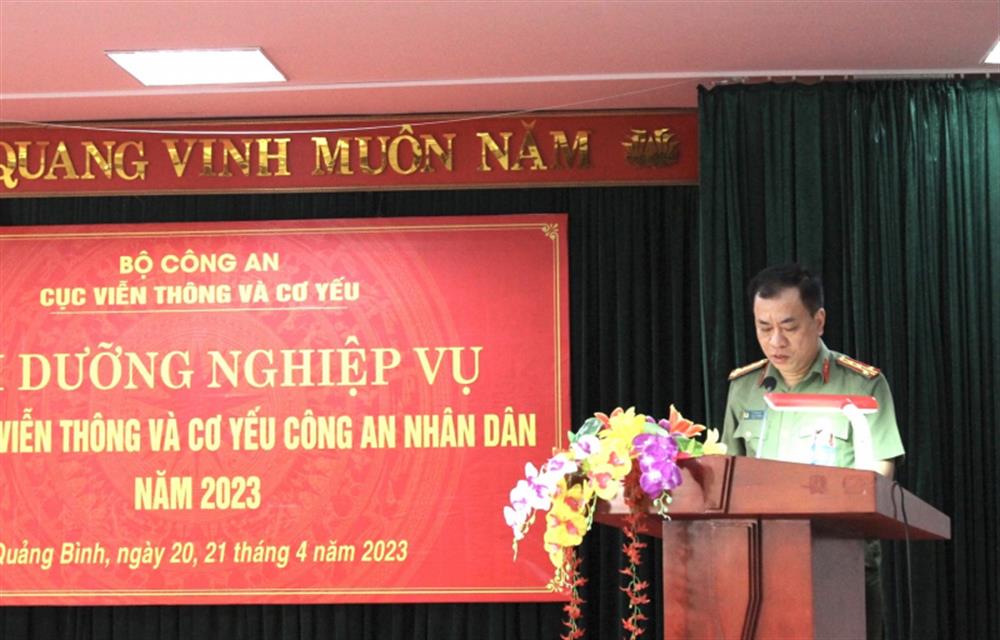 QUANG VINH MUÔN NĂM
BỘ CÔNG AN
CỤC VIỄN THÔNG VÀ CƠ YẾU
DƯỠNG NGHIỆP VỤ
VIỄN THÔNG VÀ CƠ YẾU CÔNG AN NHÂN DÂN
NĂM 2023
Quảng Bình, ngày 20, 21 tháng 4 năm 2023